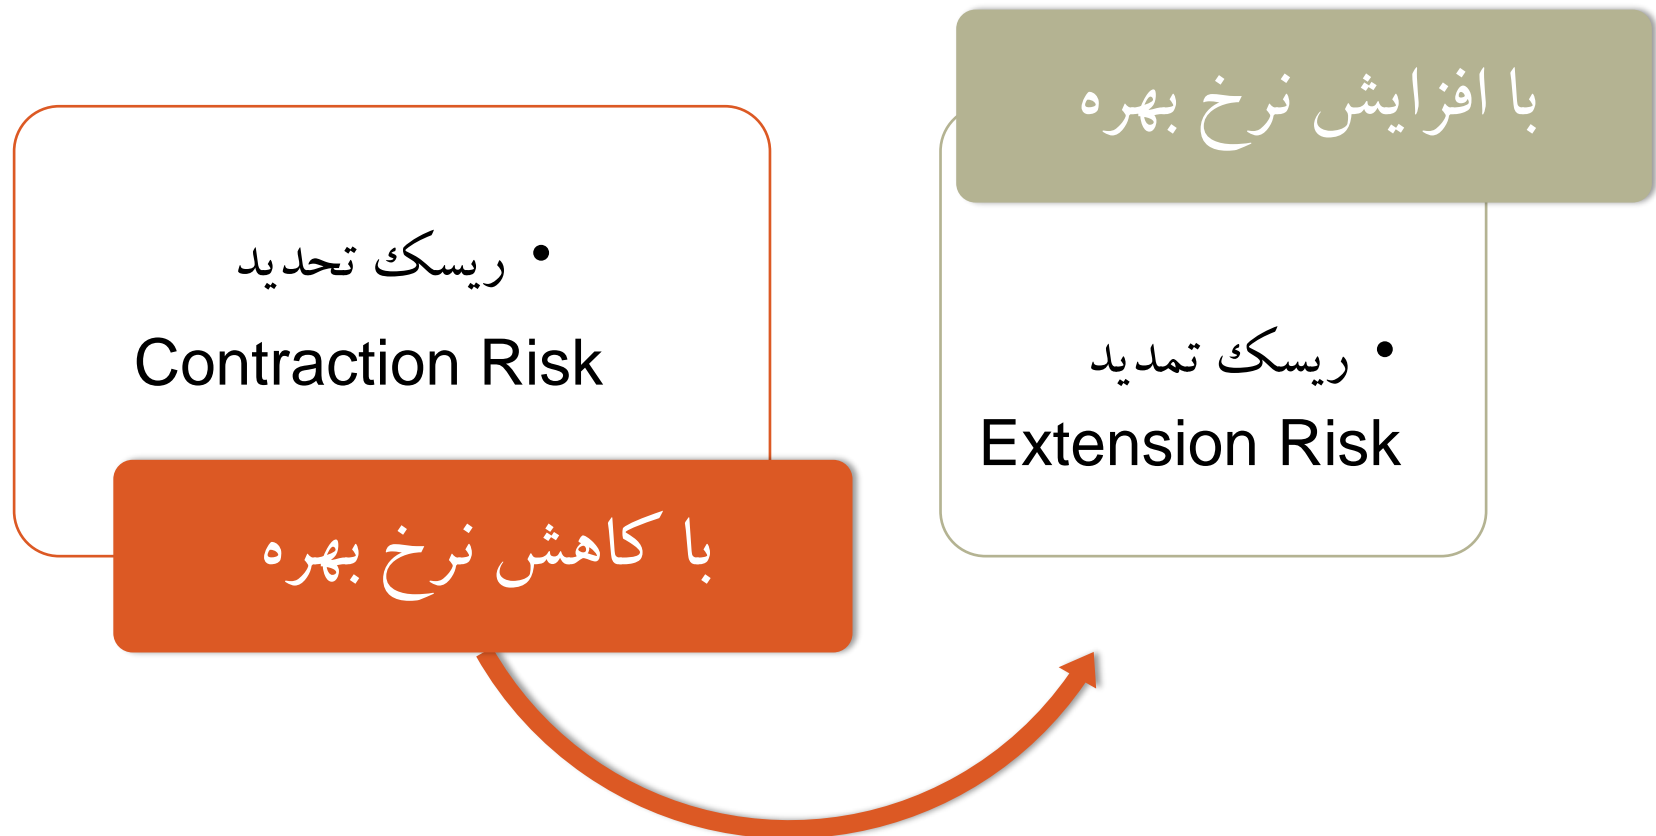 ریسک تحدید
Contraction Risk
با کاهش نرخ بهره
با افزایش نرخ بهره
ریسک تمدید
Extension Risk